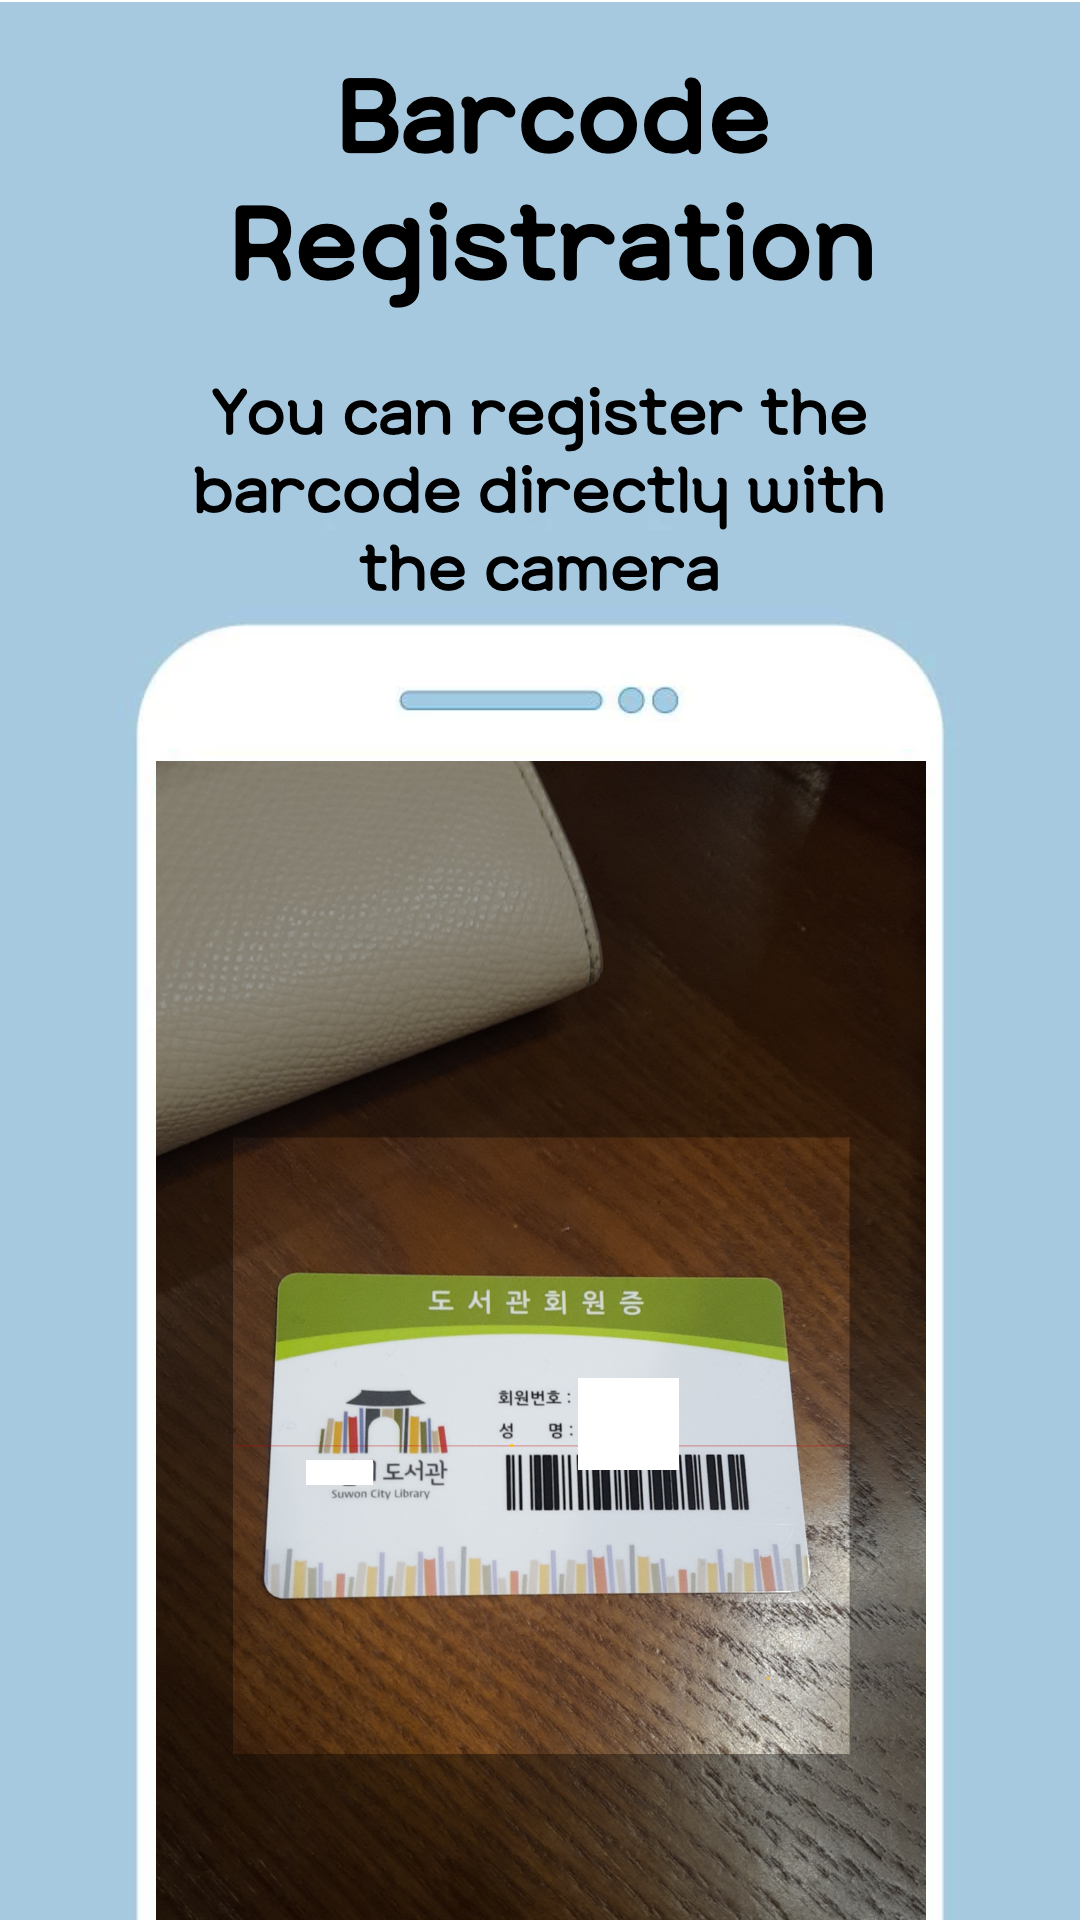 Barcode
Registration
You can register the
barcode directly with
the camera
도서관회원증
회원번호 :
성 명 :
도서관
Suwon City Library